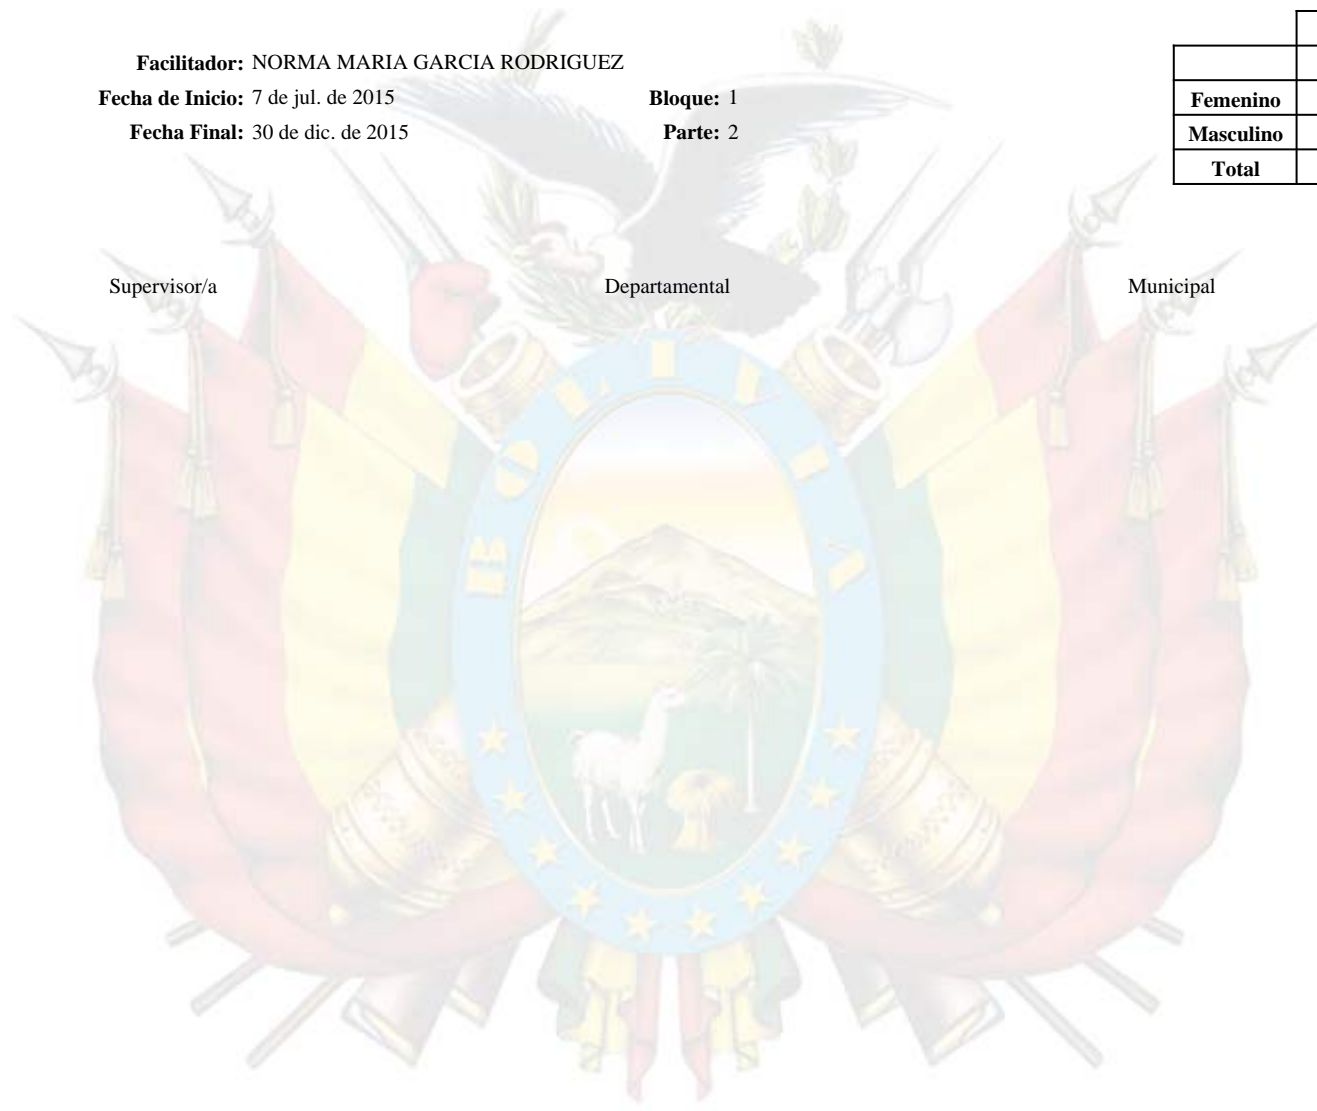 Facilitador: NORMA MARIA GARCIA RODRIGUEZ
Fecha de Inicio: 7 de jul. de 2015 Bloque: 1
Fecha Final: 30 de dic. de 2015 Parte: 2
Femenino
Masculino
Total
Supervisor/a Departamental Municipal
BOLIVIA